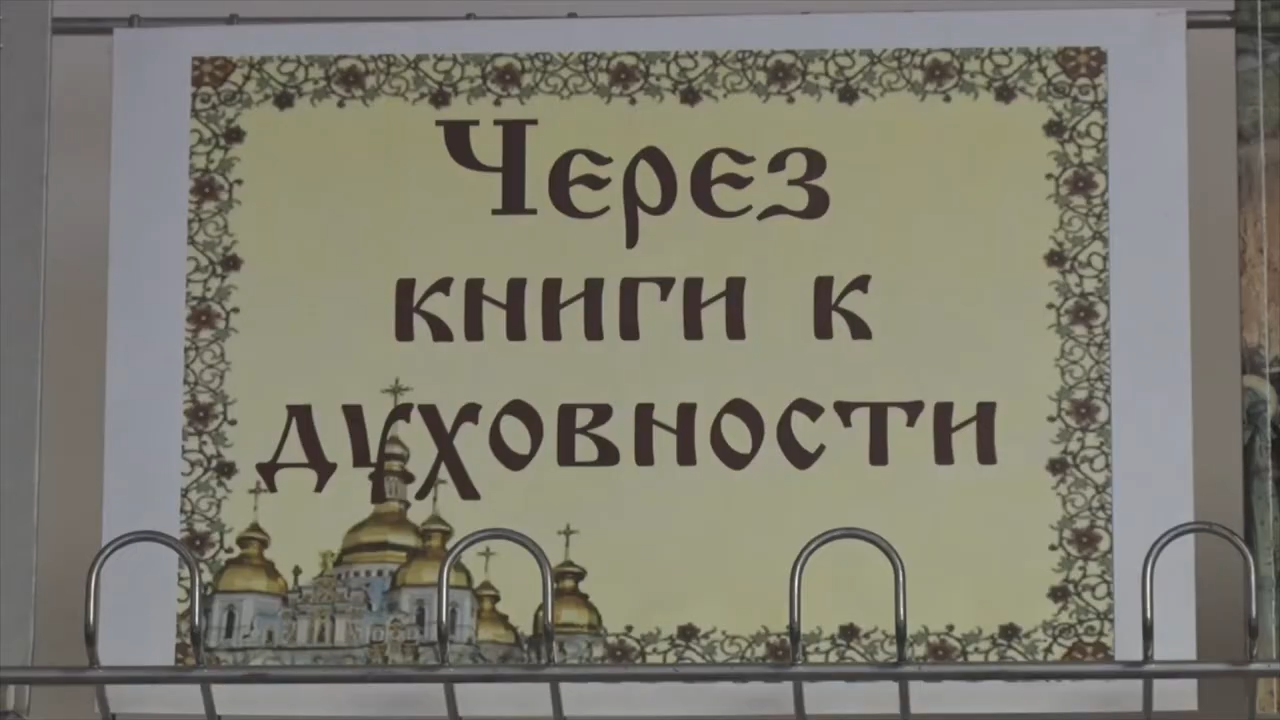 Через
книги к
духовности